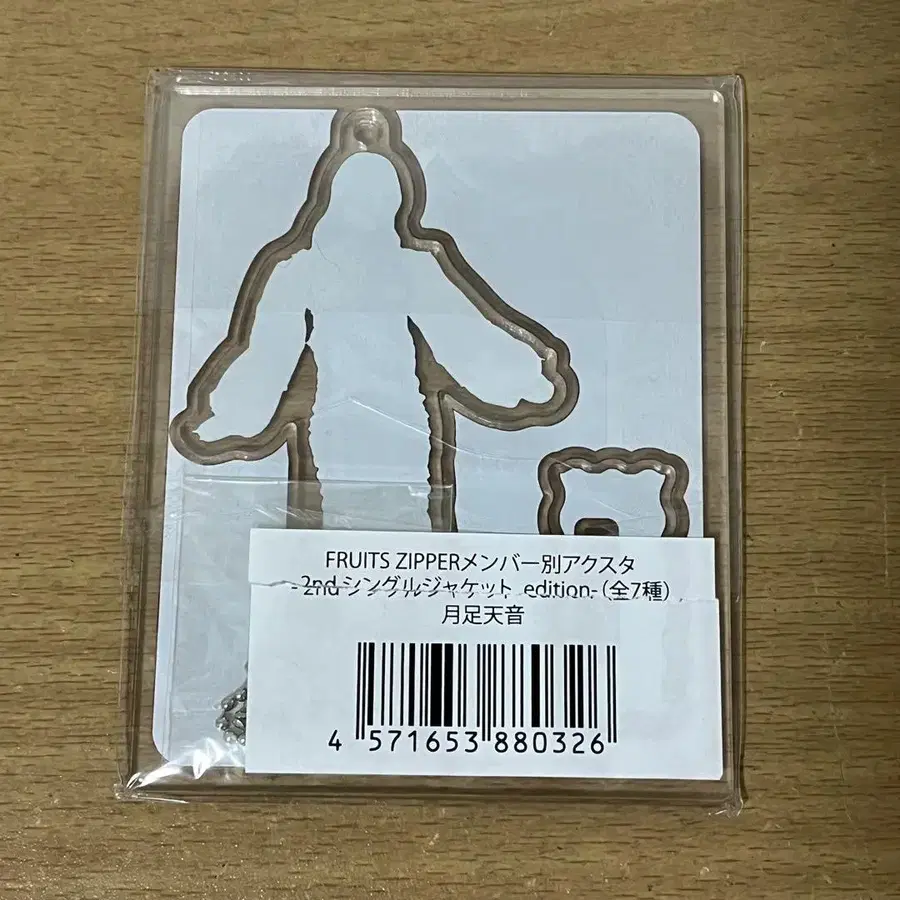 FRUITS ZIPPERメンバー別アクスタ
-2nd シングルジャケット edition-（全7種）
月足天音
4 571653 880326